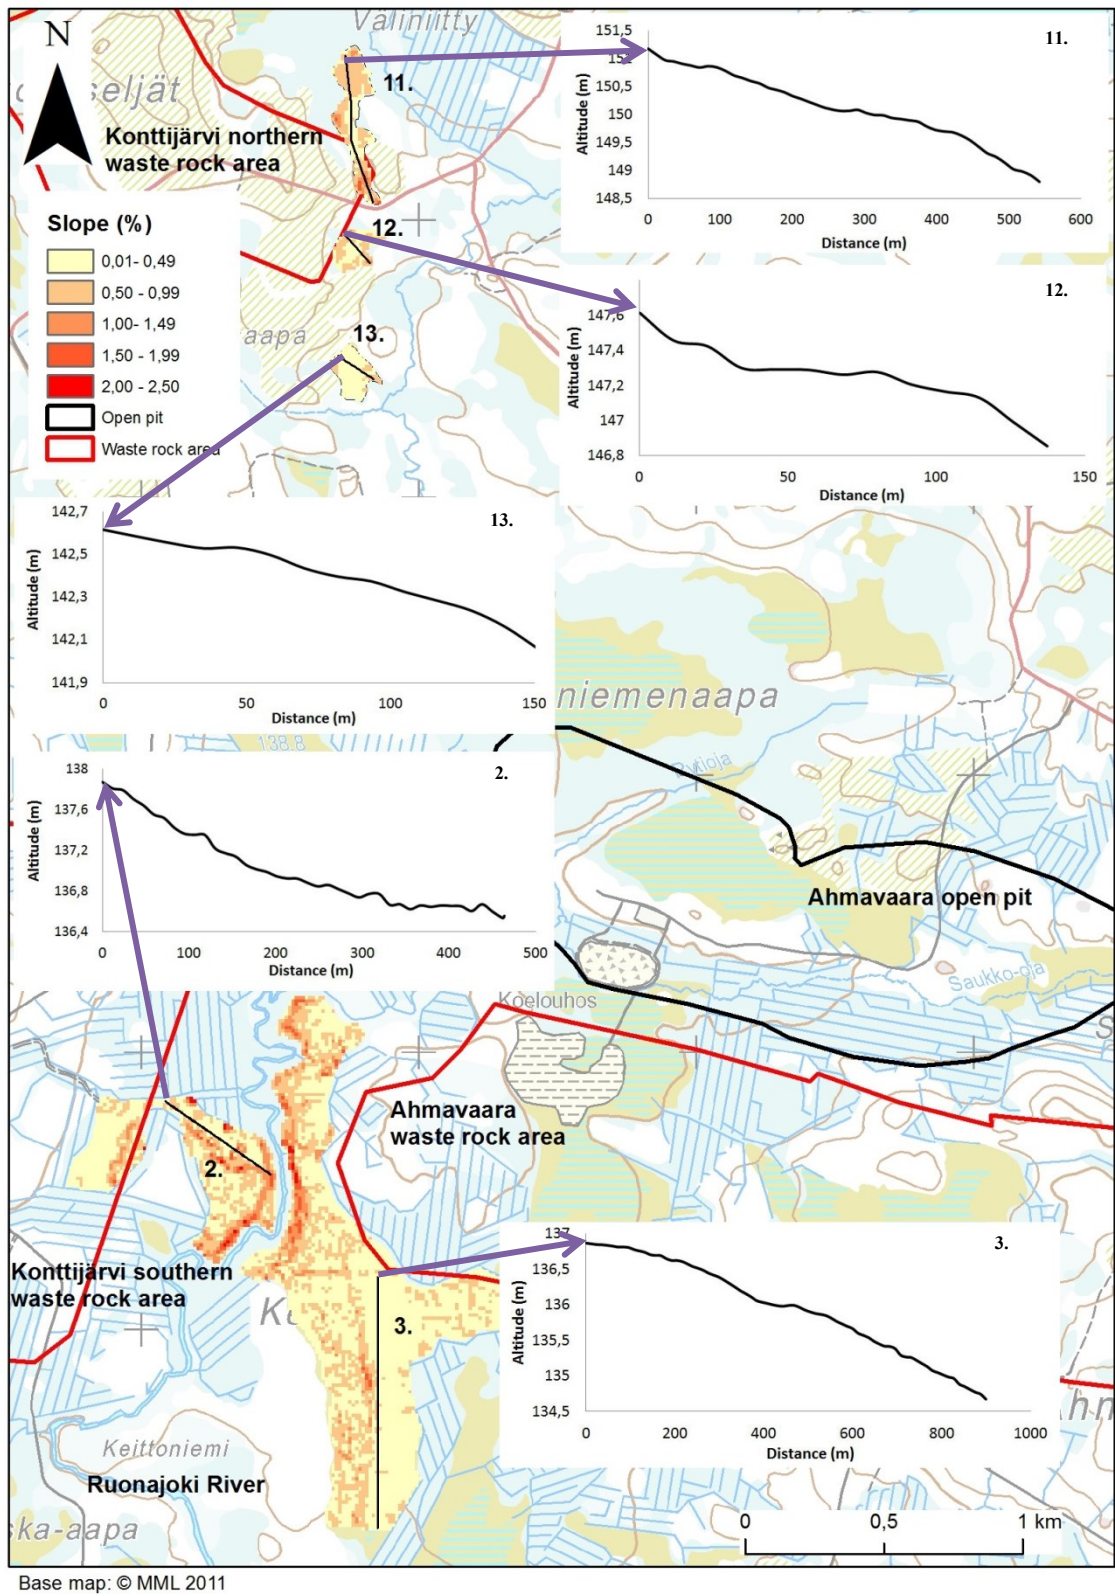 Väliniitty
N
seljät
11.
Konttijärvi northern
waste rock area
Slope (%)
0,01- 0,49
0,50 - 0,99
1,00- 1,49
1,50 - 1,99
2,00 - 2,50
Open pit
Waste rock area
12.
aapa
13.
11.
Altitude (m)
151,5
150,5
150
149,5
149
148,5
0 100 200 300 400 500 600
Distance (m)
12.
Altitude (m)
147,6
147,4
147,2
147
146,8
0 50 100 150
Distance (m)
13.
Altitude (m)
142,7
142,5
142,3
142,1
141,9
0 50 100 150
Distance (m)
niemenaapa
138.8
2.
Altitude (m)
138
137,6
137,2
136,8
136,4
0 100 200 300 400 500
Distance (m)
Ahmavaara open pit
Saukko-oja
Koelouhos
Ahmavaara
waste rock area
2.
Konttijärvi southern
waste rock area
3.
3.
Altitude (m)
137
136,5
136
135,5
135
134,5
0 200 400 600 800 1000
Distance (m)
Keittoniemi
Ruonajoki River
ska-aapa
0 0,5 1 km
Base map: © MML 2011